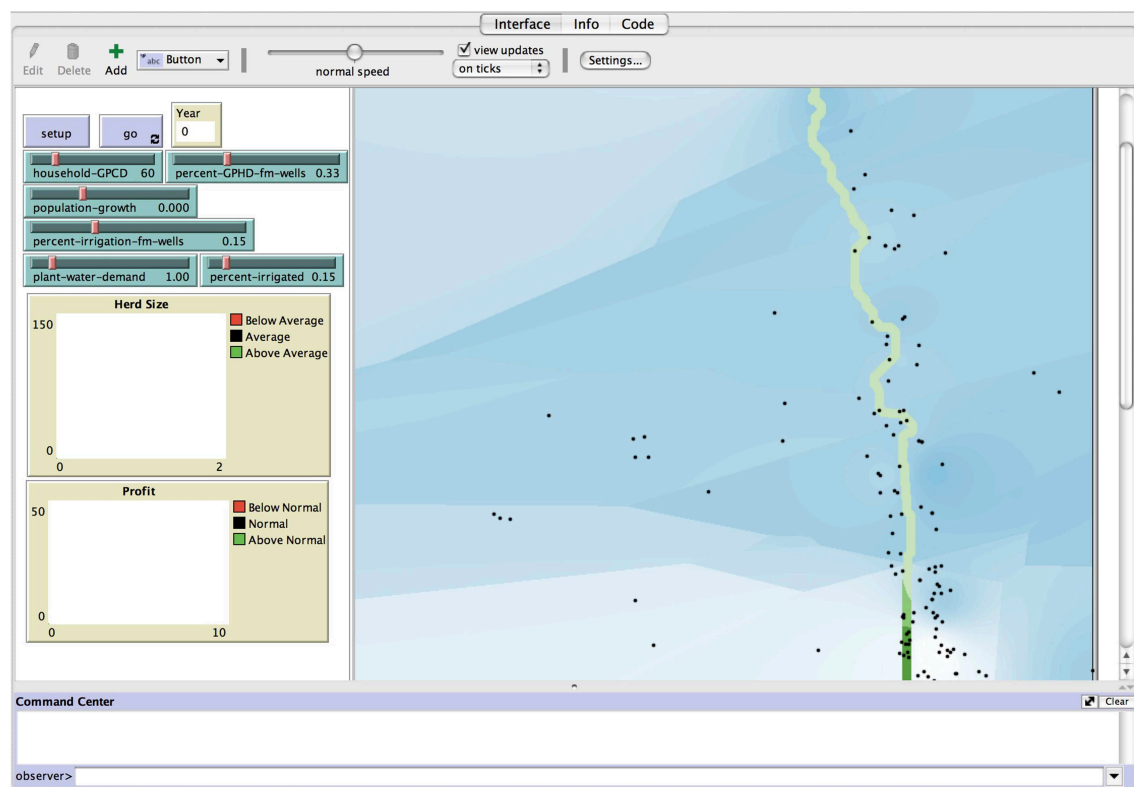 Interface Info Code
Edit Delete Add abc Button
normal speed
view updates
on ticks
Settings...
setup go
Year
0
household-GPCD 60
percent-GPHD-fm-wells 0.33
population-growth 0.000
percent-irrigation-fm-wells 0.15
plant-water-demand 1.00
percent-irrigated 0.15
Herd Size
150
0
0 2
Below Average
Average
Above Average
Profit
50
0
0 10
Below Normal
Normal
Above Normal
Command Center
Clear
observer>